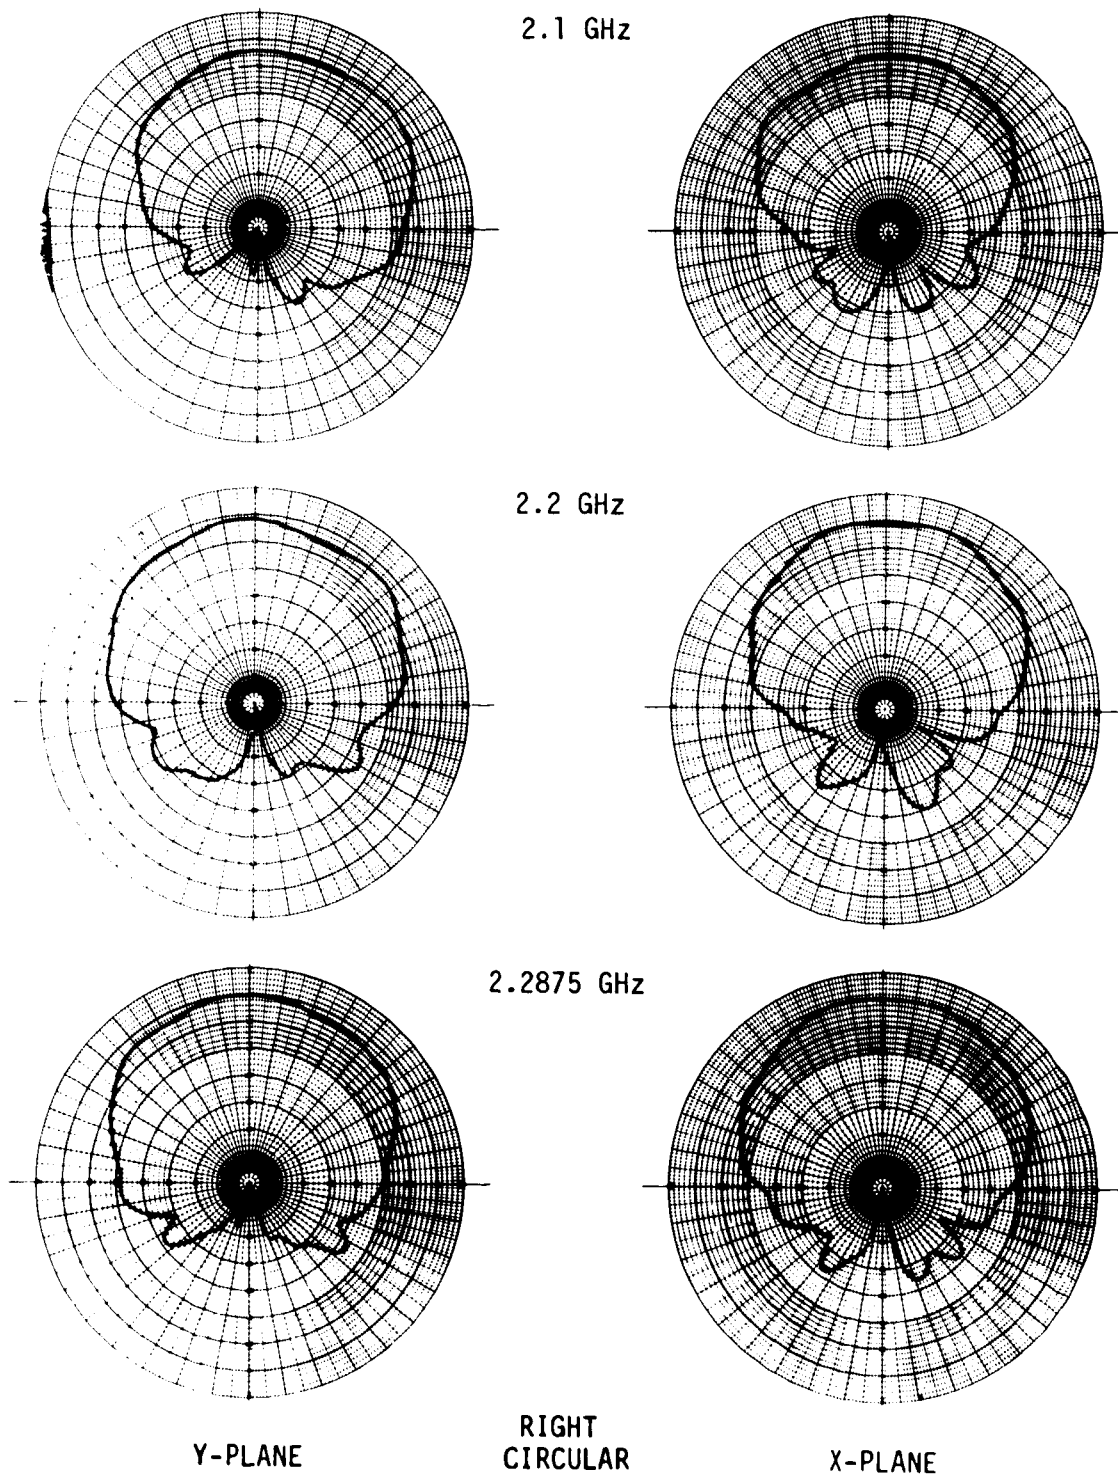 2.1 GHz
2.2 GHz
2.2875 GHz
Y-PLANE
RIGHT
CIRCULAR
X-PLANE